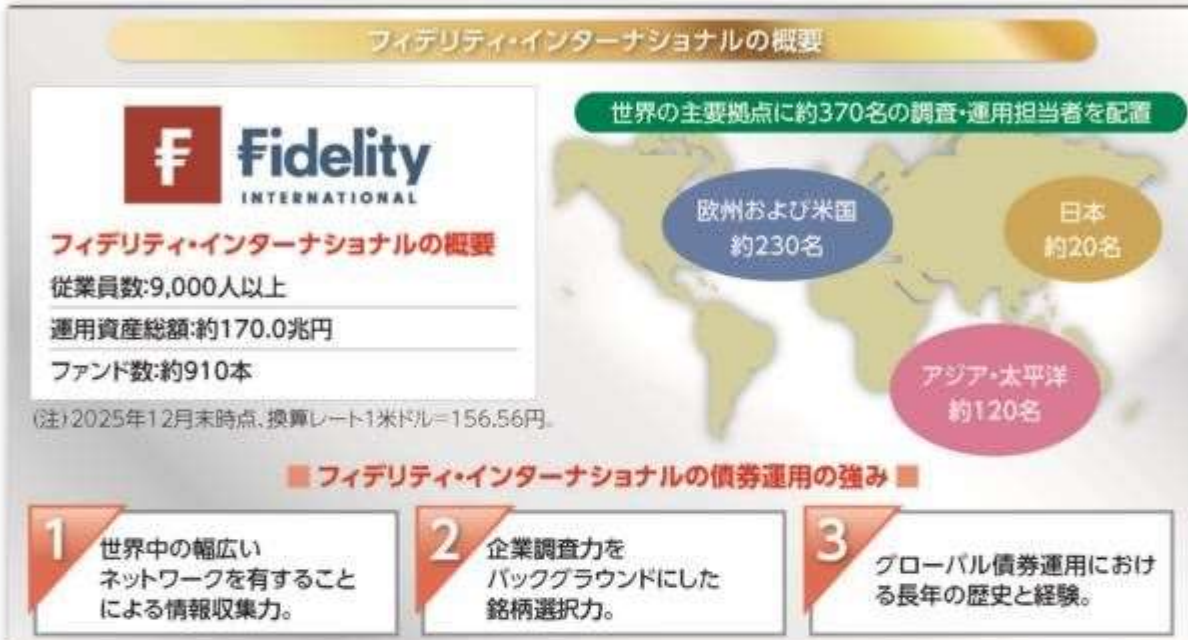 フィデリティ・インターナショナルの概要
Fidelity
INTERNATIONAL
フィデリティ・インターナショナルの概要
従業員数:9,000人以上
運用資産総額:約170.0兆円
ファンド数:約910本
(注)2025年12月末時点、換算レート1米ドル=156.56円。
世界の主要拠点に約370名の調査・運用担当者を配置
欧州および米国
約230名
日本
約20名
アジア・太平洋
約120名
■フィデリティ・インターナショナルの債券運用の強み■
1
世界中の幅広い
ネットワークを有すること
による情報収集力。
2
企業調査力を
バックグラウンドにした
銘柄選択力。
3
グローバル債券運用におけ
る長年の歴史と経験。